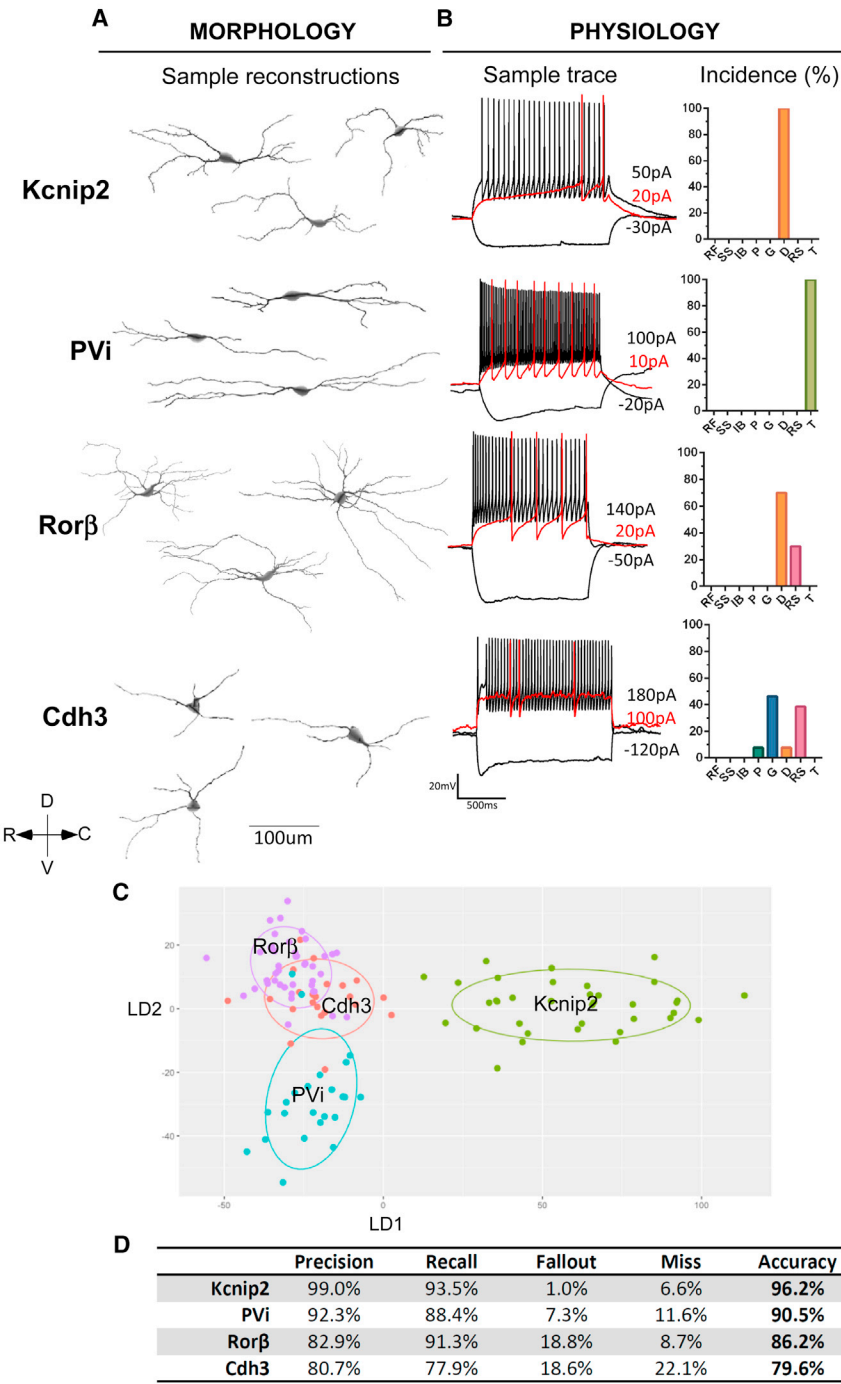 A
MORPHOLOGY
Sample reconstructions
B
PHYSIOLOGY
Sample trace
Incidence (%)
Kcnip2
50pA
20pA
-30pA
100
80
60
40
20
0
RF SS IB P G D RS T
PVi
100pA
10pA
-20pA
100
80
60
40
20
0
RF SS IB P G D RS T
Rorβ
140pA
20pA
-50pA
100
80
60
40
20
0
RF SS IB P G D RS T
Cdh3
180pA
100pA
-120pA
100
80
60
40
20
0
RF SS IB P G D RS T
20mV
500ms
D
R C
V
100um
C
LD2
20
0
-20
-40
Rorβ
Cdh3
Kcnip2
PVi
-50 0 50 100
LD1
D
Precision Recall Fallout Miss Accuracy
Kcnip2 99.0% 93.5% 1.0% 6.6% 96.2%
PVi 92.3% 88.4% 7.3% 11.6% 90.5%
Rorβ 82.9% 91.3% 18.8% 8.7% 86.2%
Cdh3 80.7% 77.9% 18.6% 22.1% 79.6%